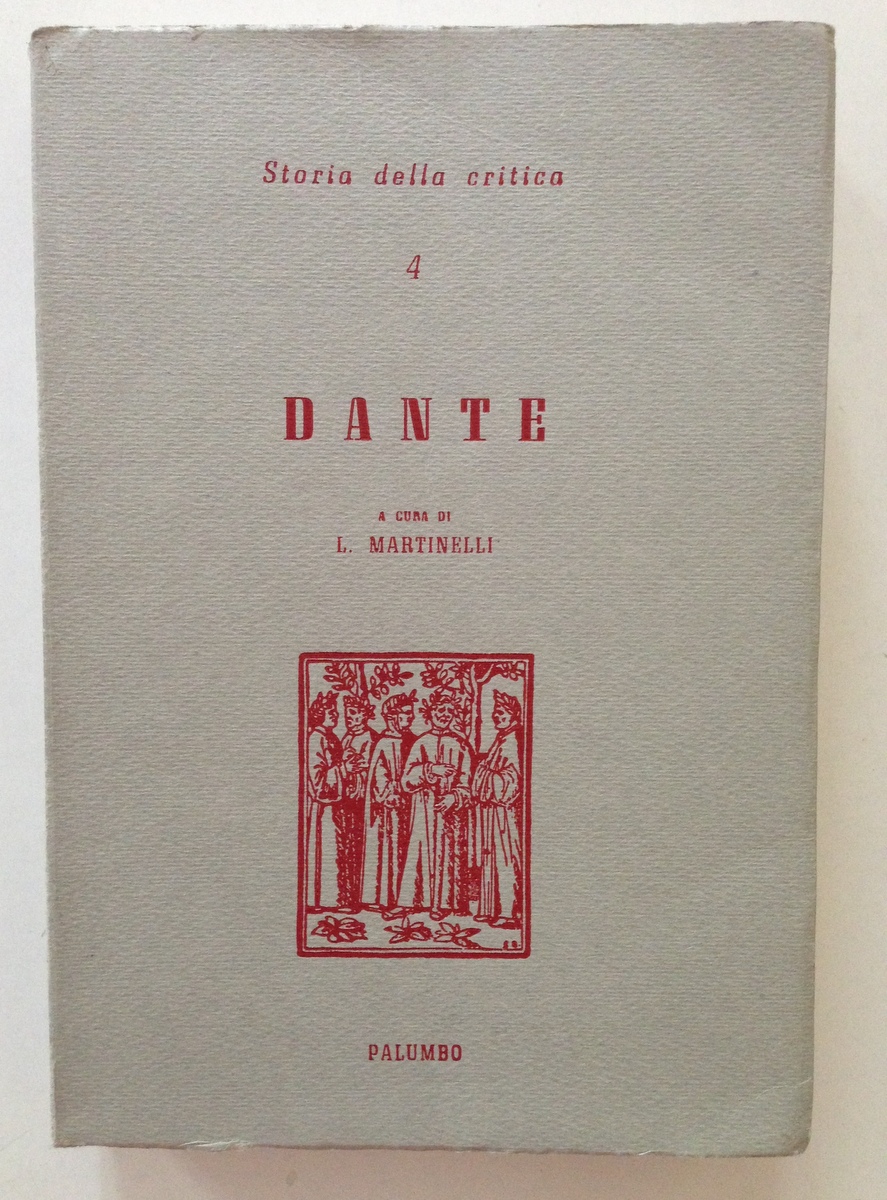 Storia della critica
4
DANTE
A CURA DI
L. MARTINELLI
PALUMBO